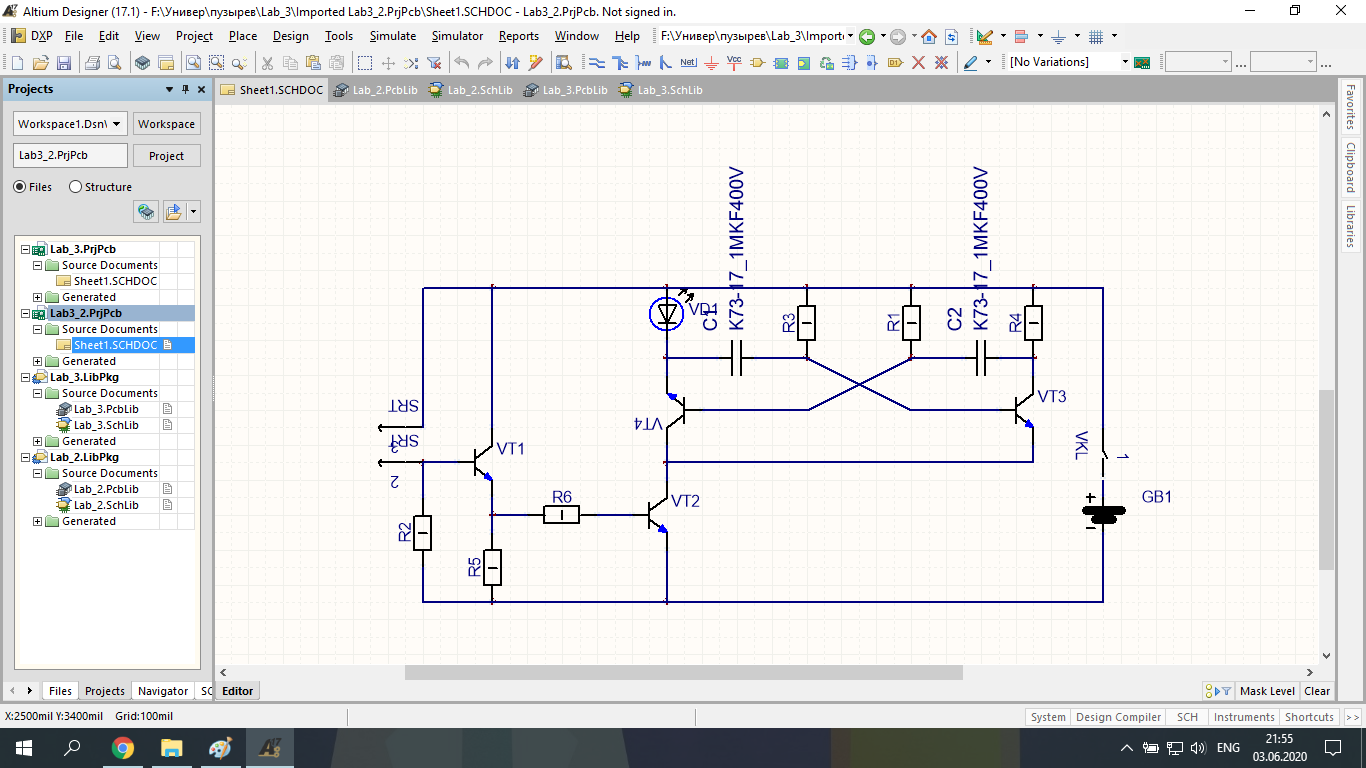 Altium Designer (17.1) - F:\Универ\пузырев\Lab_3\Imported Lab3_2.PrjPcb\Sheet1.SCHDOC - Lab3_2.PrjPcb. Not signed in.
DXP File Edit View Project Place Design Tools Simulate Simulator Reports Window Help F:\Универ\пузырев\Lab_3\Importe
Net Vcc D1 [No Variations] ... ...
Projects
Sheet1.SCHDOC Lab_2.PcbLib Lab_2.SchLib Lab_3.PcbLib Lab_3.SchLib
Workspace1.Dsn\ Workspace
Lab3_2.PrjPcb Project
Files Structure
Lab_3.PrjPcb
Source Documents
Sheet1.SCHDOC
Generated
Lab3_2.PrjPcb
Source Documents
Sheet1.SCHDOC
Generated
Lab_3.LibPkg
Source Documents
Lab_3.PcbLib
Lab_3.SchLib
Generated
Lab_2.LibPkg
Source Documents
Lab_2.PcbLib
Lab_2.SchLib
Generated
Favorites
Clipboard
Libraries
K73-17_1MKF400V
K73-17_1MKF400V
VD1
C1
R3
R1
C2
R4
SRT
SRT
3
2
VT1
VT4
VT3
VKL
1
R6
VT2
GB1
+
−
R2
R5
Files Projects Navigator SC
Editor
Mask Level Clear
X:2500mil Y:3400mil Grid:100mil
System Design Compiler SCH Instruments Shortcuts >>
ENG
21:55
03.06.2020